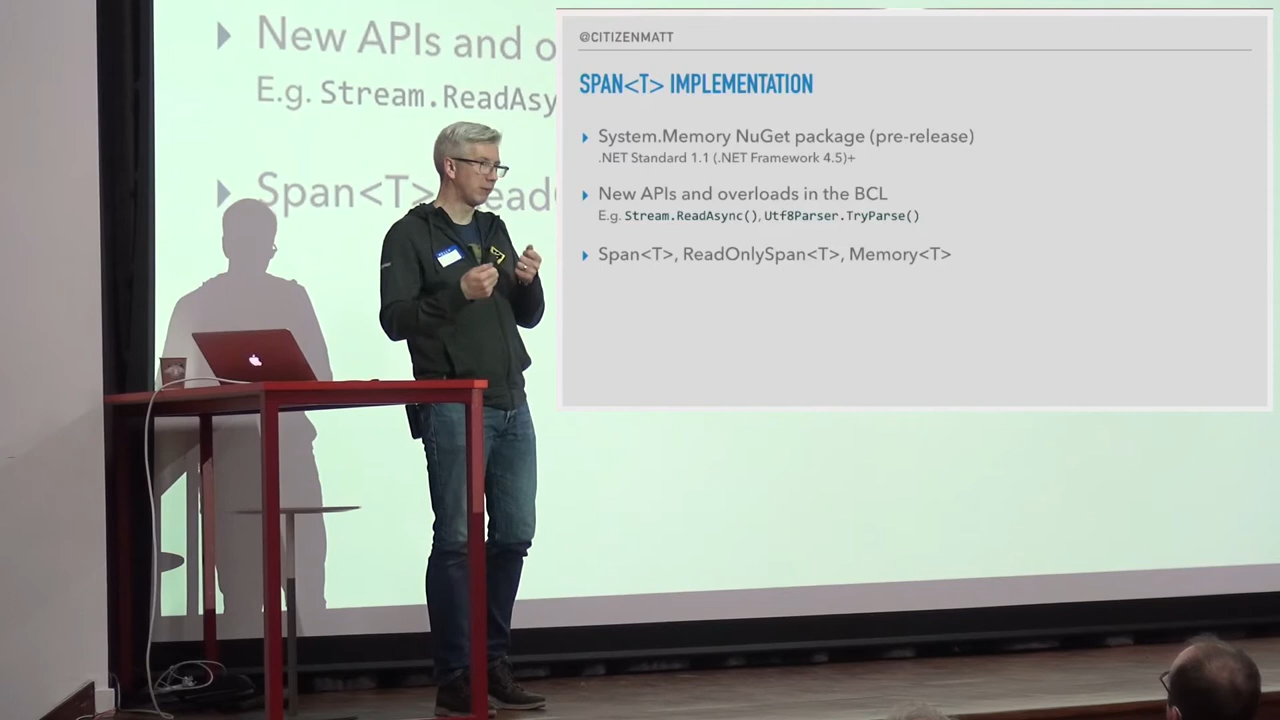 New APIs and o
E.g. Stream.ReadAsy
Span<T>
@CITIZENMATT
SPAN<T> IMPLEMENTATION
System.Memory NuGet package (pre-release)
.NET Standard 1.1 (.NET Framework 4.5)+
New APIs and overloads in the BCL
E.g. Stream.ReadAsync(), Utf8Parser.TryParse()
Span<T>, ReadOnlySpan<T>, Memory<T>